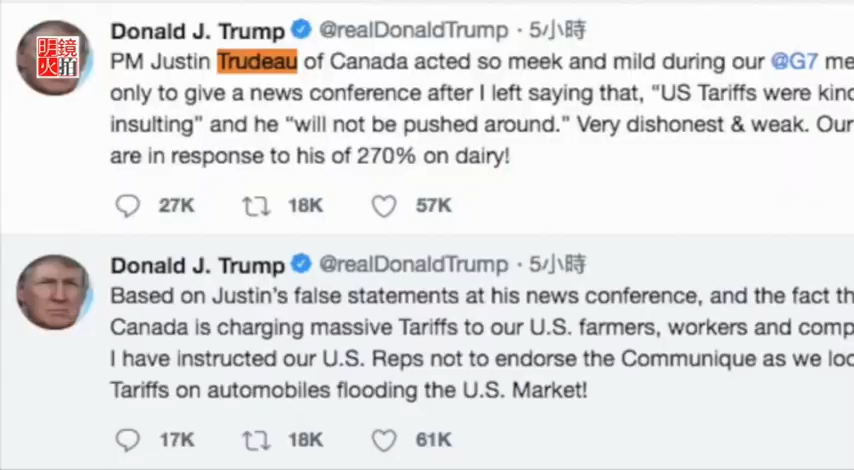 Donald J. Trump @realDonaldTrump · 5小時
明鏡
火拍
PM Justin Trudeau of Canada acted so meek and mild during our @G7 me
only to give a news conference after I left saying that, “US Tariffs were kind
insulting” and he “will not be pushed around.” Very dishonest & weak. Our
are in response to his of 270% on dairy!
27K 18K 57K
Donald J. Trump @realDonaldTrump · 5小時
Based on Justin’s false statements at his news conference, and the fact th
Canada is charging massive Tariffs to our U.S. farmers, workers and comp
I have instructed our U.S. Reps not to endorse the Communique as we loo
Tariffs on automobiles flooding the U.S. Market!
17K 18K 61K